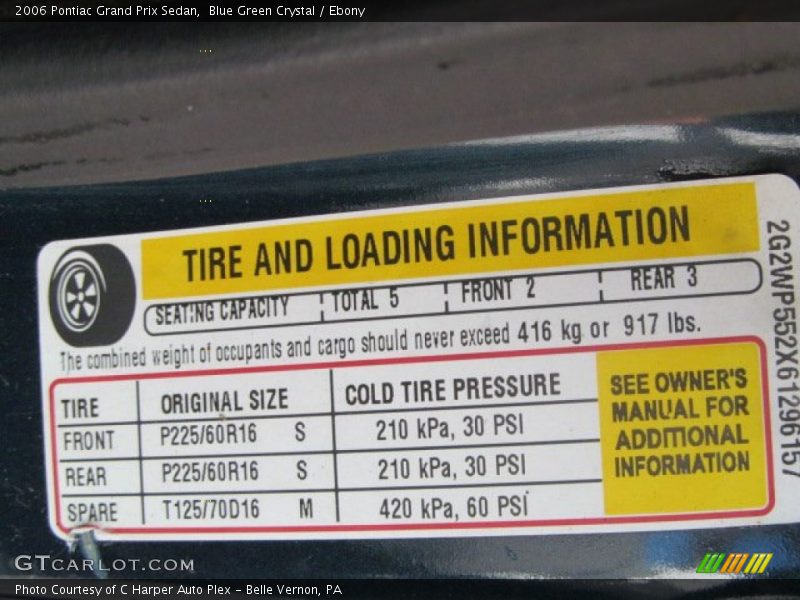 2006 Pontiac Grand Prix Sedan,  Blue Green Crystal / Ebony
TIRE AND LOADING INFORMATION
SEATING CAPACITY TOTAL 5 FRONT 2 REAR 3
The combined weight of occupants and cargo should never exceed 416 kg or 917 lbs.
TIRE ORIGINAL SIZE COLD TIRE PRESSURE
FRONT P225/60R16 S 210 kPa, 30 PSI
REAR P225/60R16 S 210 kPa, 30 PSI
SPARE T125/70D16 M 420 kPa, 60 PSI
SEE OWNER'S
MANUAL FOR
ADDITIONAL
INFORMATION
2G2WP552X61296157
GTCARLOT.COM
Photo Courtesy of C Harper Auto Plex – Belle Vernon, PA